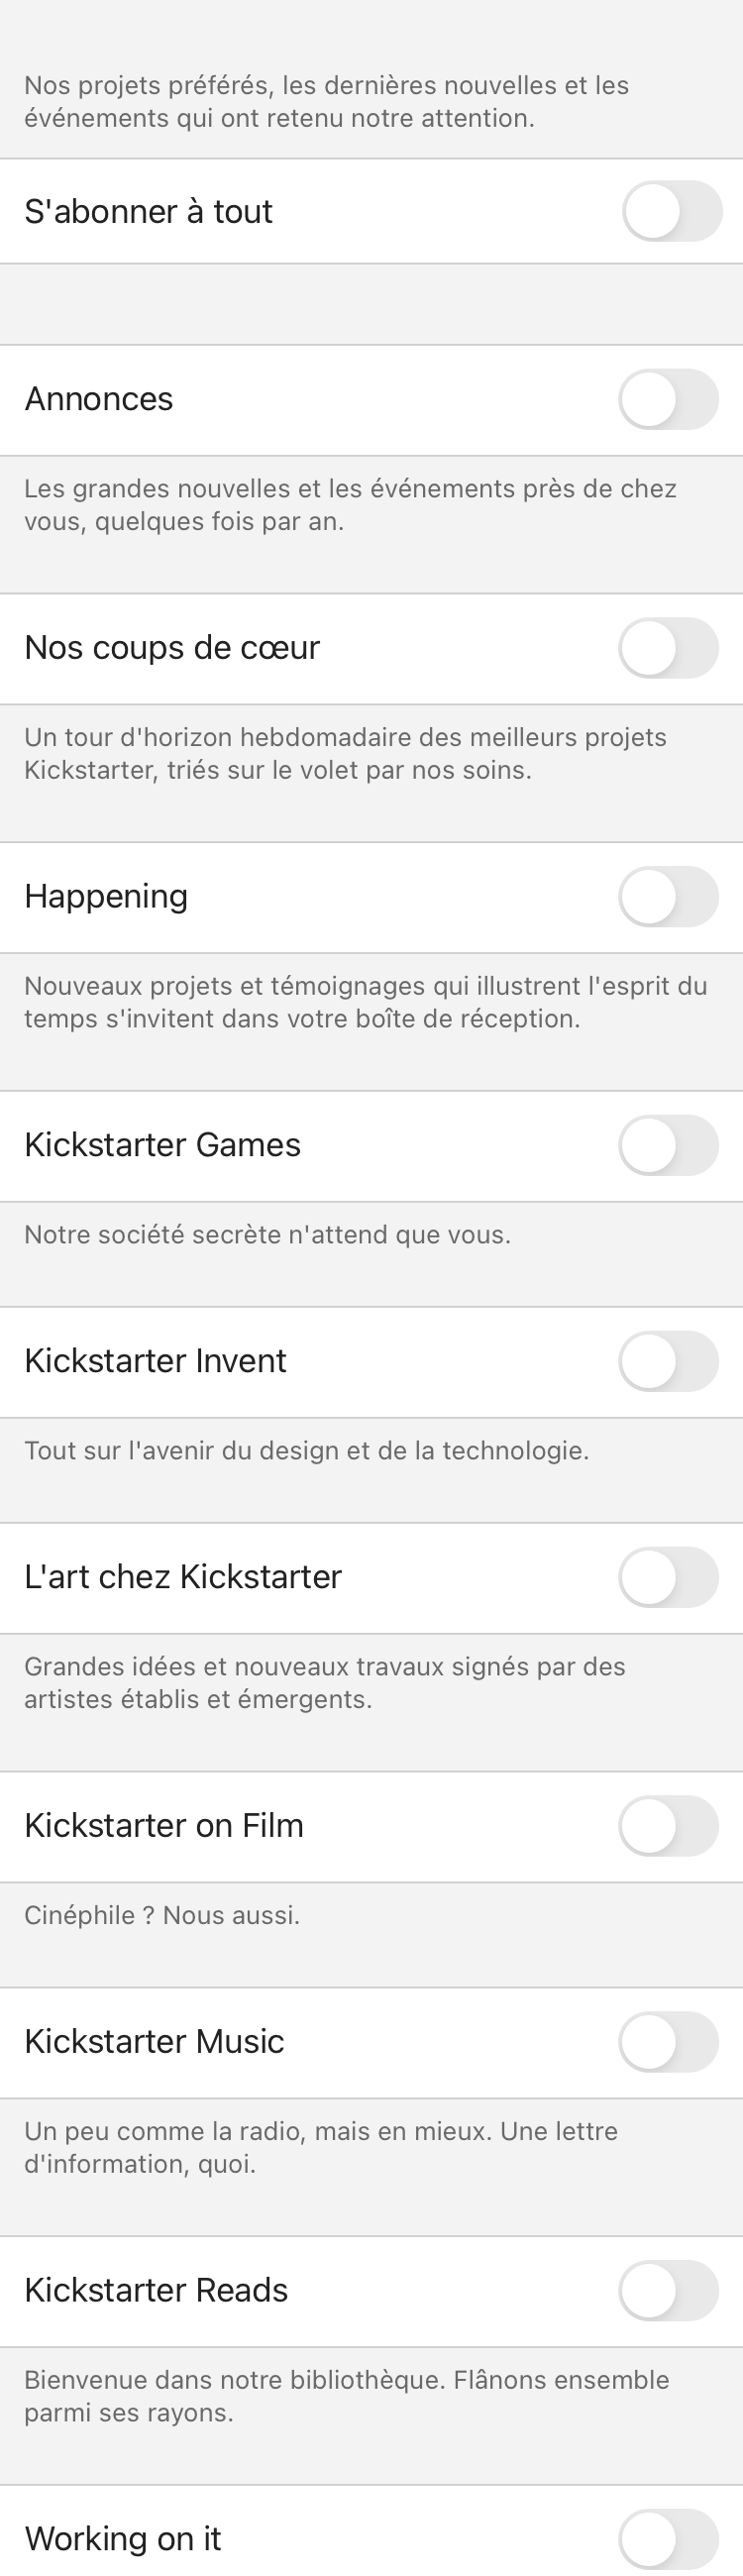 Nos projets préférés, les dernières nouvelles et les
événements qui ont retenu notre attention.
S'abonner à tout
Annonces
Les grandes nouvelles et les événements près de chez
vous, quelques fois par an.
Nos coups de cœur
Un tour d'horizon hebdomadaire des meilleurs projets
Kickstarter, triés sur le volet par nos soins.
Happening
Nouveaux projets et témoignages qui illustrent l'esprit du
temps s'invitent dans votre boîte de réception.
Kickstarter Games
Notre société secrète n'attend que vous.
Kickstarter Invent
Tout sur l'avenir du design et de la technologie.
L'art chez Kickstarter
Grandes idées et nouveaux travaux signés par des
artistes établis et émergents.
Kickstarter on Film
Cinéphile ? Nous aussi.
Kickstarter Music
Un peu comme la radio, mais en mieux. Une lettre
d'information, quoi.
Kickstarter Reads
Bienvenue dans notre bibliothèque. Flânons ensemble
parmi ses rayons.
Working on it